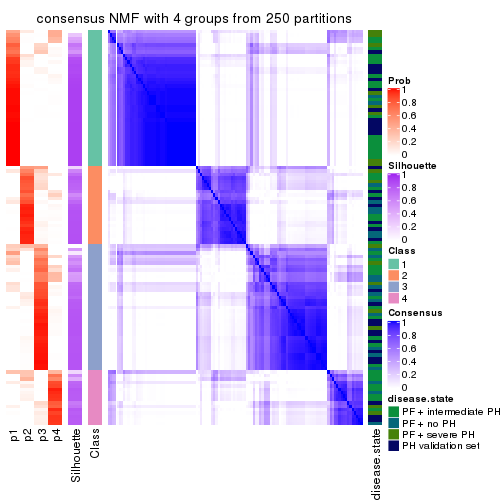 consensus NMF with 4 groups from 250 partitions
Prob
1
0.8
0.6
0.4
0.2
0
Silhouette
1
0.8
0.6
0.4
0.2
0
Class
1
2
3
4
Consensus
1
0.8
0.6
0.4
0.2
0
disease.state
PF+ intermediate PH
PF+ no PH
PF+ severe PH
PH validation set
p1
p2
p3
p4
Silhouette
Class
disease.state